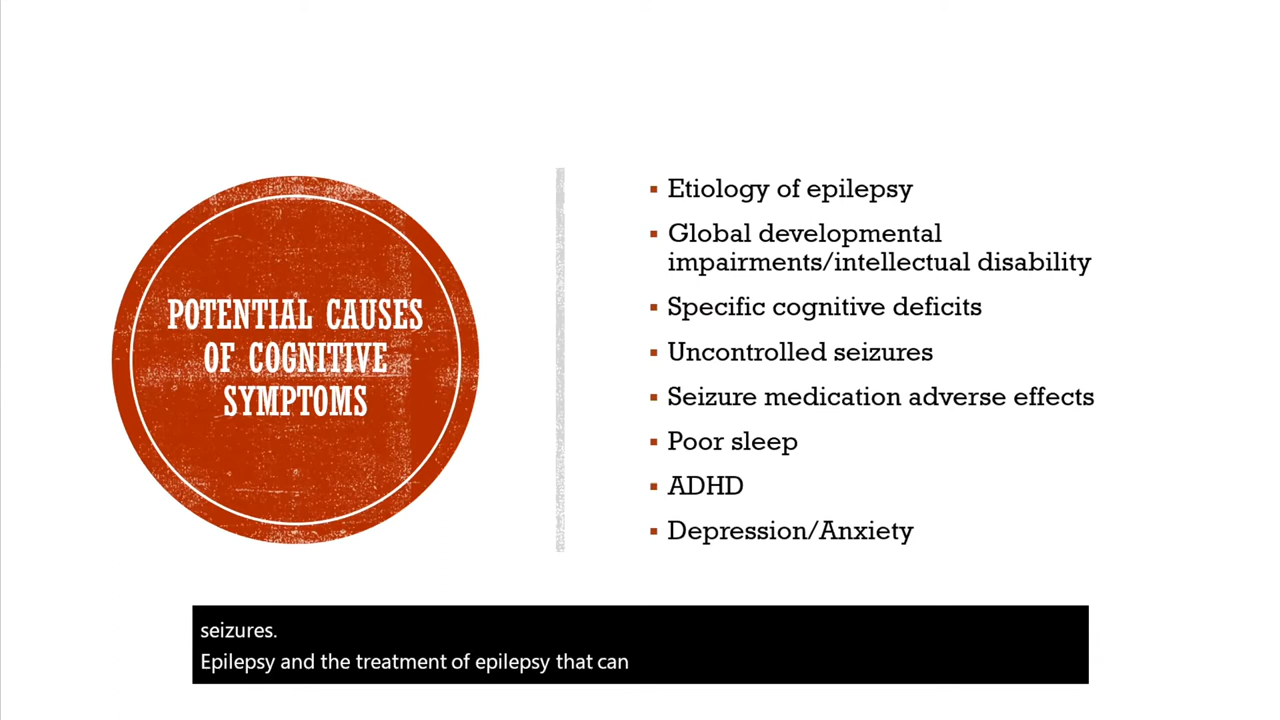 POTENTIAL CAUSES
OF COGNITIVE
SYMPTOMS
▪ Etiology of epilepsy
▪ Global developmental
impairments/intellectual disability
▪ Specific cognitive deficits
▪ Uncontrolled seizures
▪ Seizure medication adverse effects
▪ Poor sleep
▪ ADHD
▪ Depression/Anxiety
seizures.
Epilepsy and the treatment of epilepsy that can